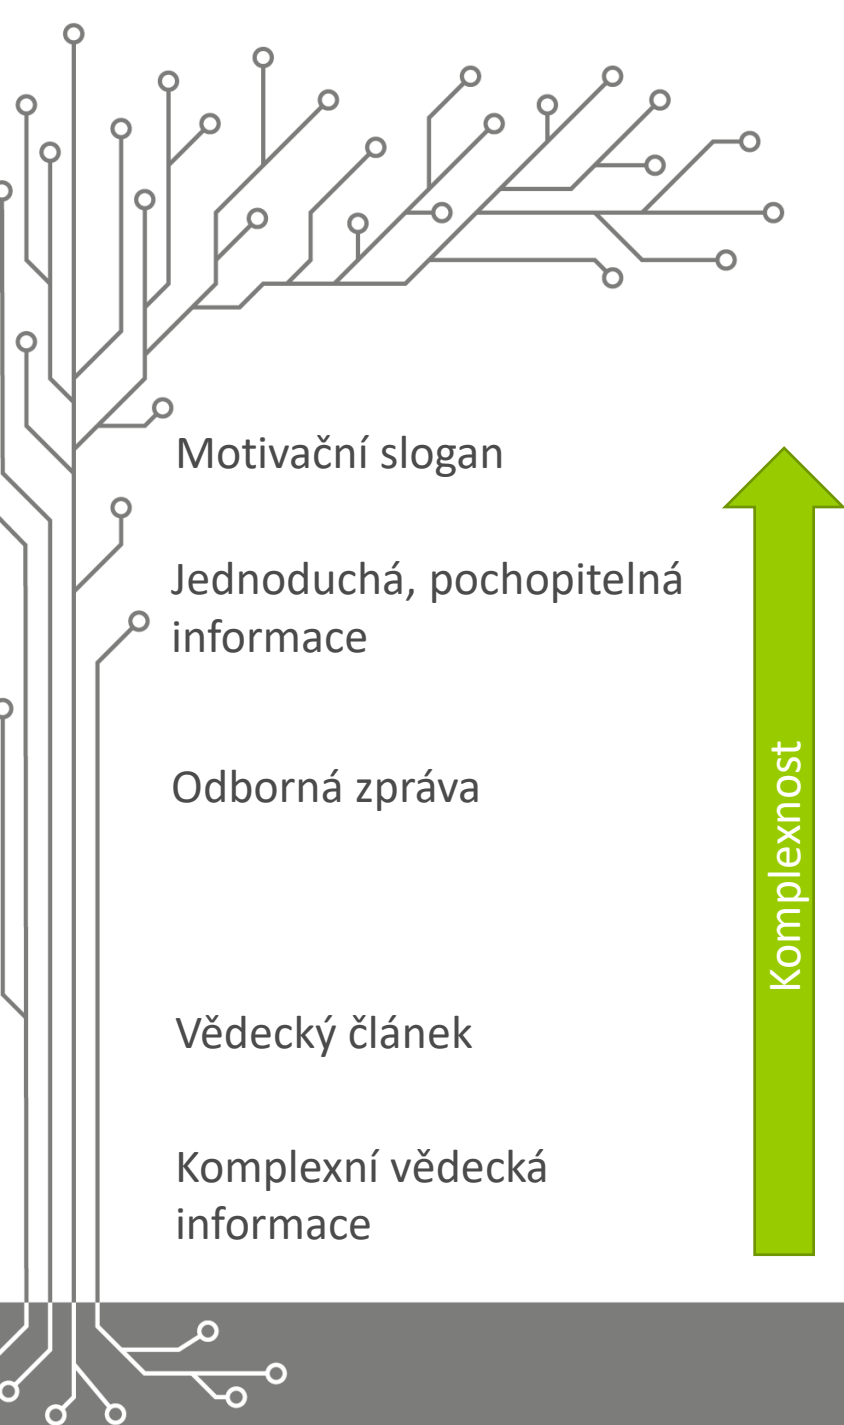 Motivační slogan
Jednoduchá, pochopitelná
informace
Odborná zpráva
Komplexnost
Vědecký článek
Komplexní vědecká
informace